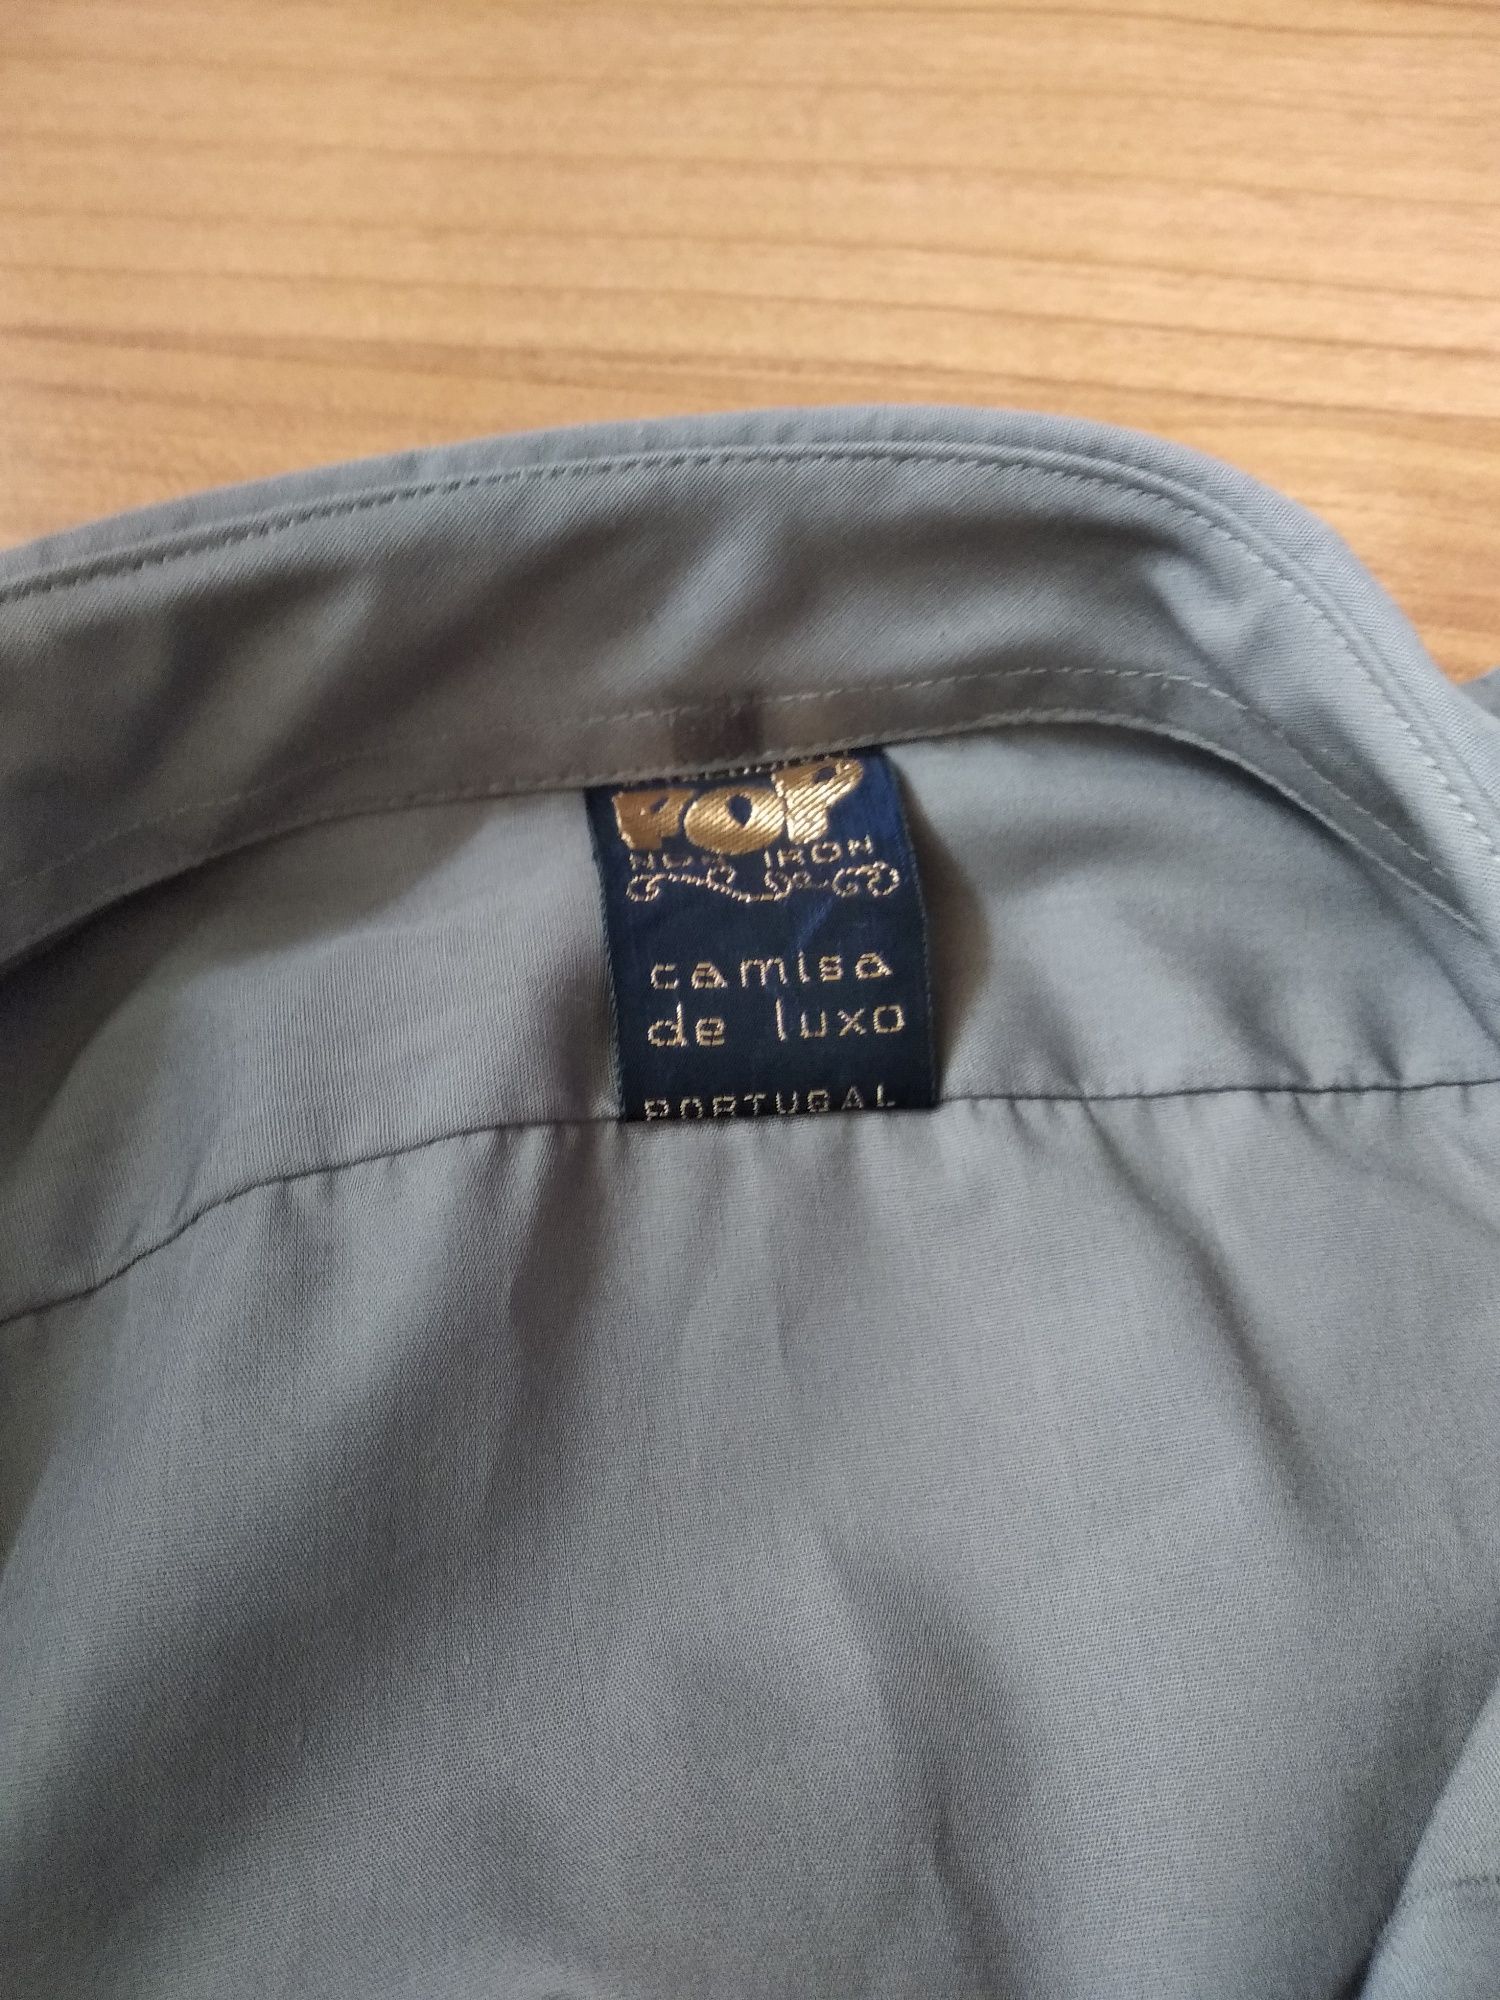 POP
NON IRON
camisa
de luxo
PORTUGAL